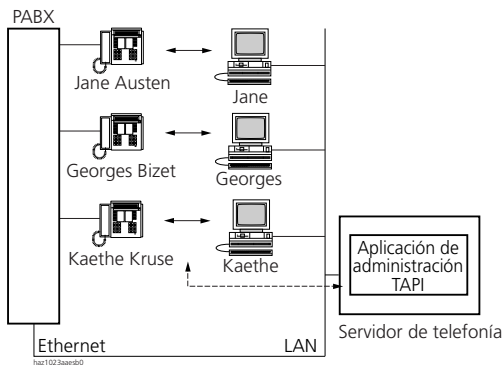 PABX
Jane Austen
Jane
Georges Bizet
Georges
Kaethe Kruse
Kaethe
Aplicación de
administración
TAPI
Servidor de telefonía
Ethernet
LAN
haz1023aaesb0